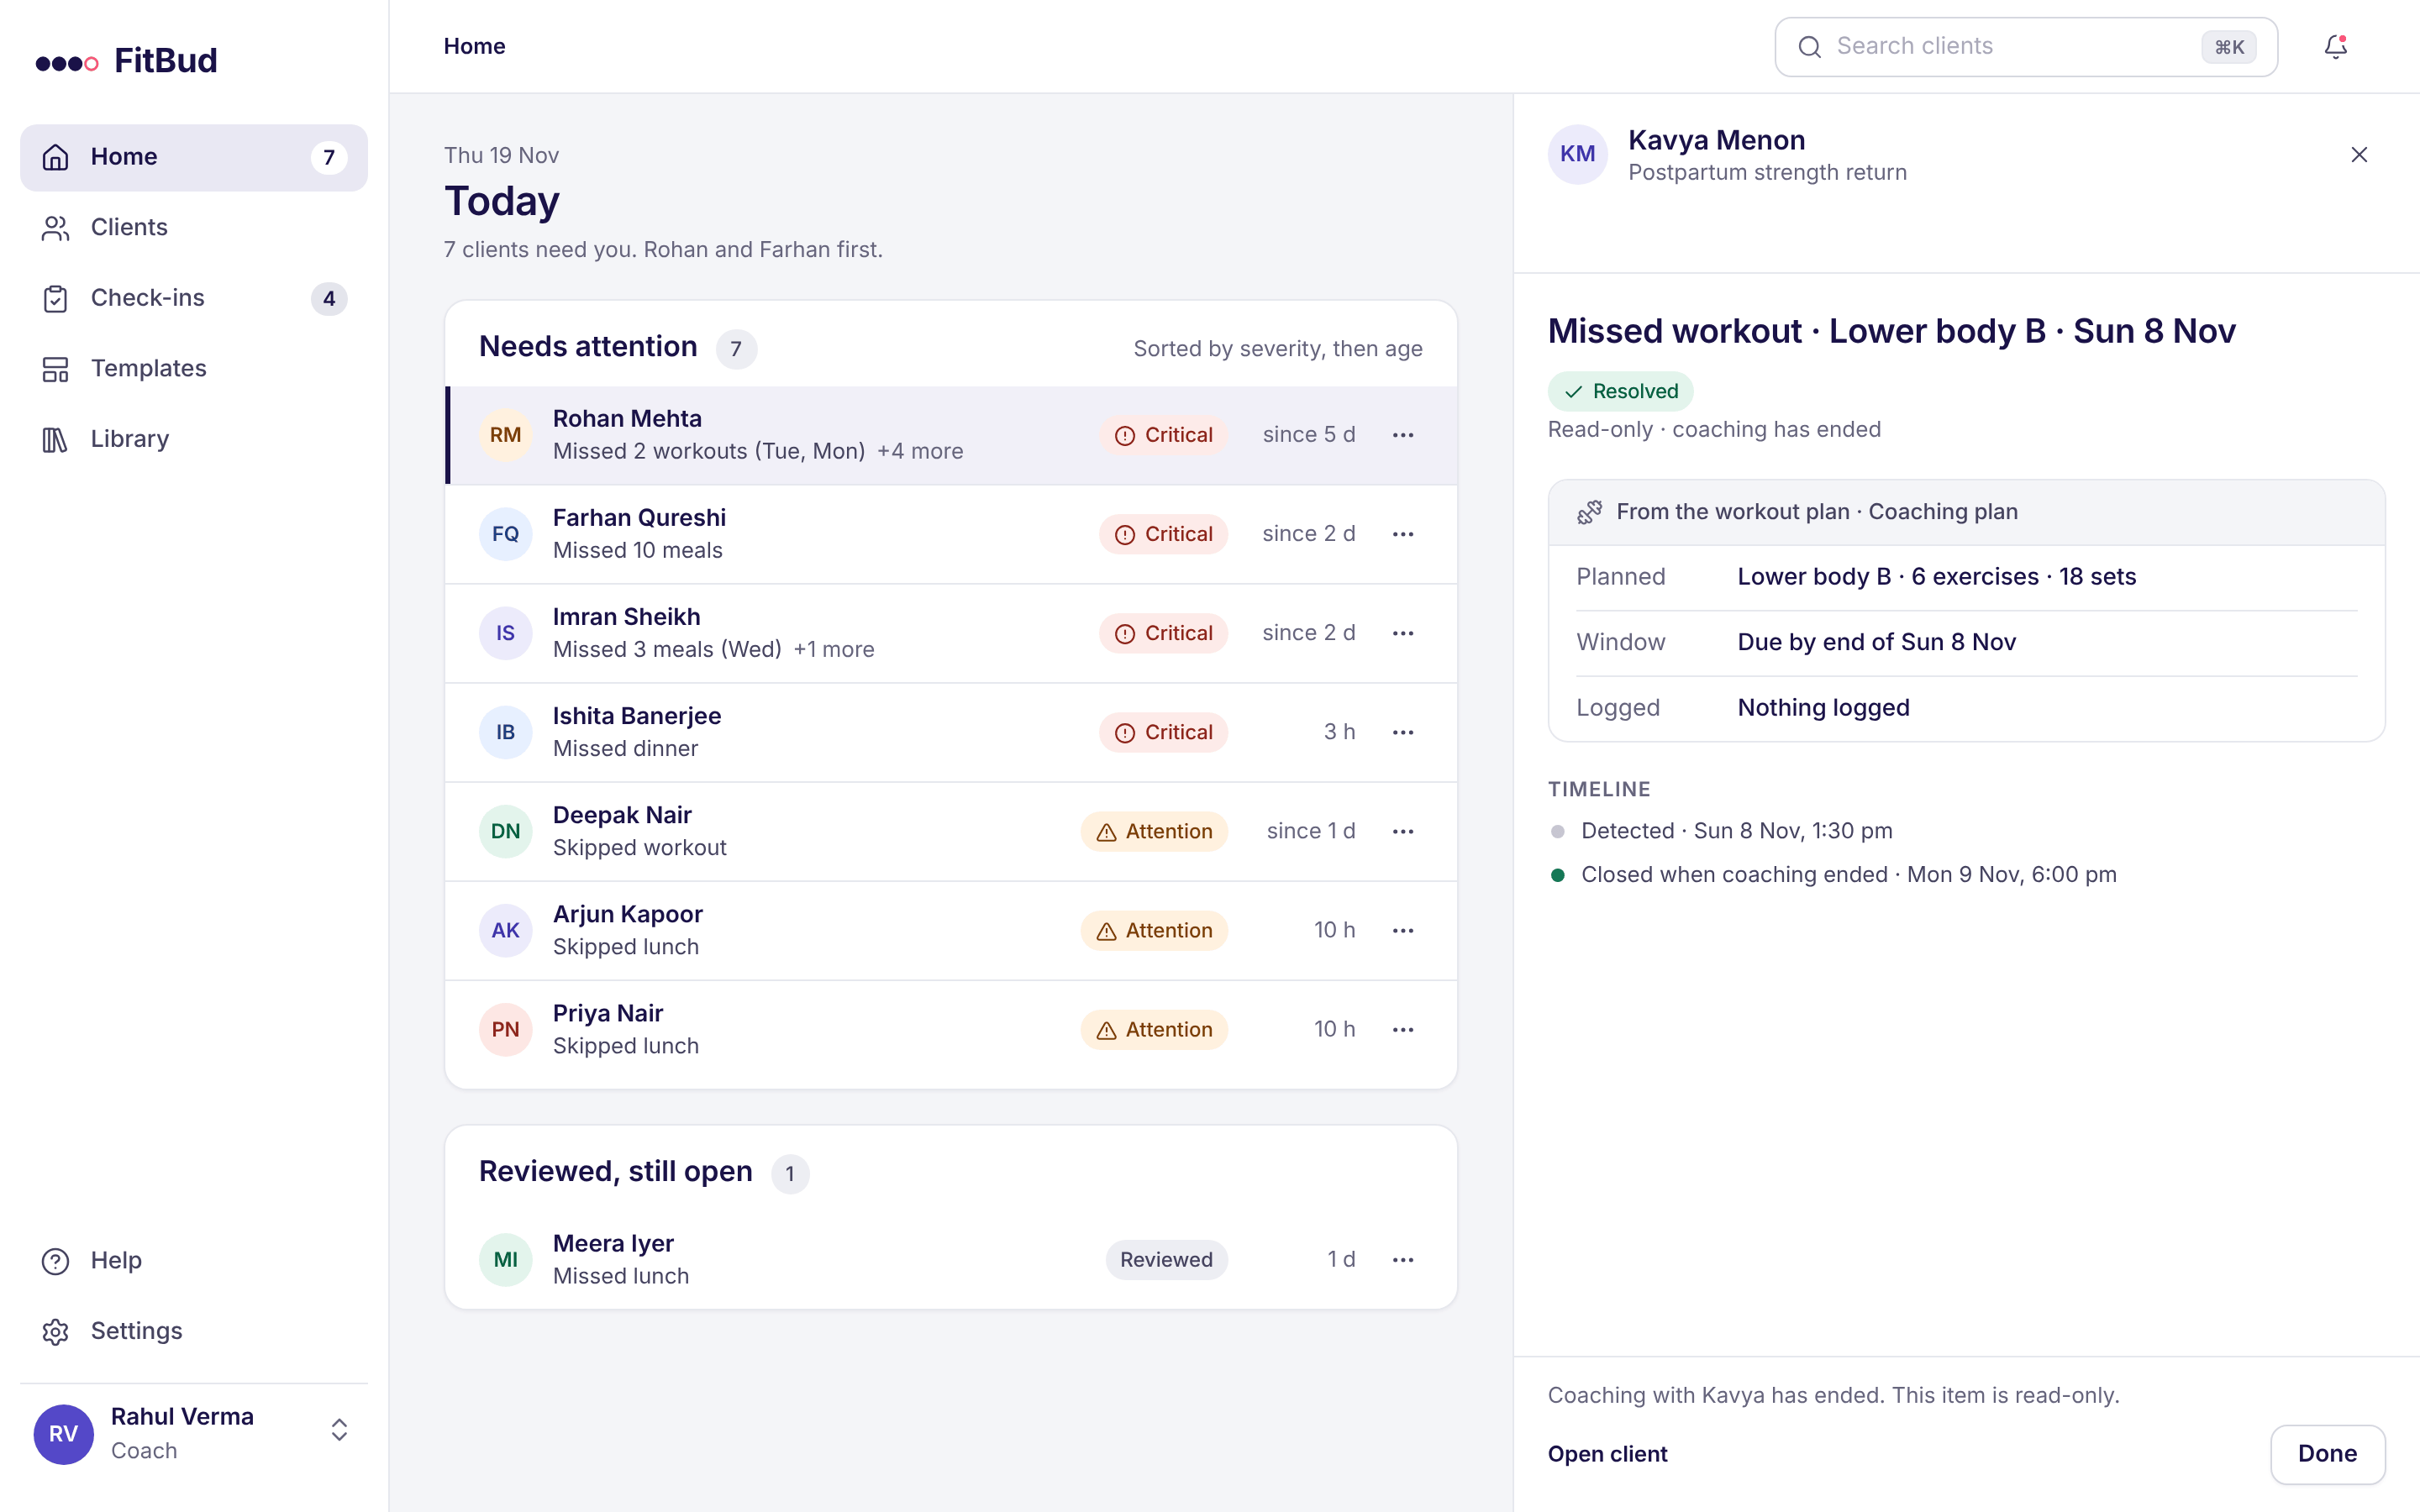 FitBud
Home 7
Clients
Check-ins 4
Templates
Library
Help
Settings
RV
Rahul Verma
Coach
Home
Search clients
⌘K
Thu 19 Nov
Today
7 clients need you. Rohan and Farhan first.
Needs attention 7
Sorted by severity, then age
RM
Rohan Mehta
Missed 2 workouts (Tue, Mon) +4 more
Critical
since 5 d
FQ
Farhan Qureshi
Missed 10 meals
Critical
since 2 d
IS
Imran Sheikh
Missed 3 meals (Wed) +1 more
Critical
since 2 d
IB
Ishita Banerjee
Missed dinner
Critical
3 h
DN
Deepak Nair
Skipped workout
Attention
since 1 d
AK
Arjun Kapoor
Skipped lunch
Attention
10 h
PN
Priya Nair
Skipped lunch
Attention
10 h
Reviewed, still open 1
MI
Meera Iyer
Missed lunch
Reviewed
1 d
KM
Kavya Menon
Postpartum strength return
Missed workout · Lower body B · Sun 8 Nov
Resolved
Read-only · coaching has ended
From the workout plan · Coaching plan
Planned Lower body B · 6 exercises · 18 sets
Window Due by end of Sun 8 Nov
Logged Nothing logged
TIMELINE
Detected · Sun 8 Nov, 1:30 pm
Closed when coaching ended · Mon 9 Nov, 6:00 pm
Coaching with Kavya has ended. This item is read-only.
Open client
Done